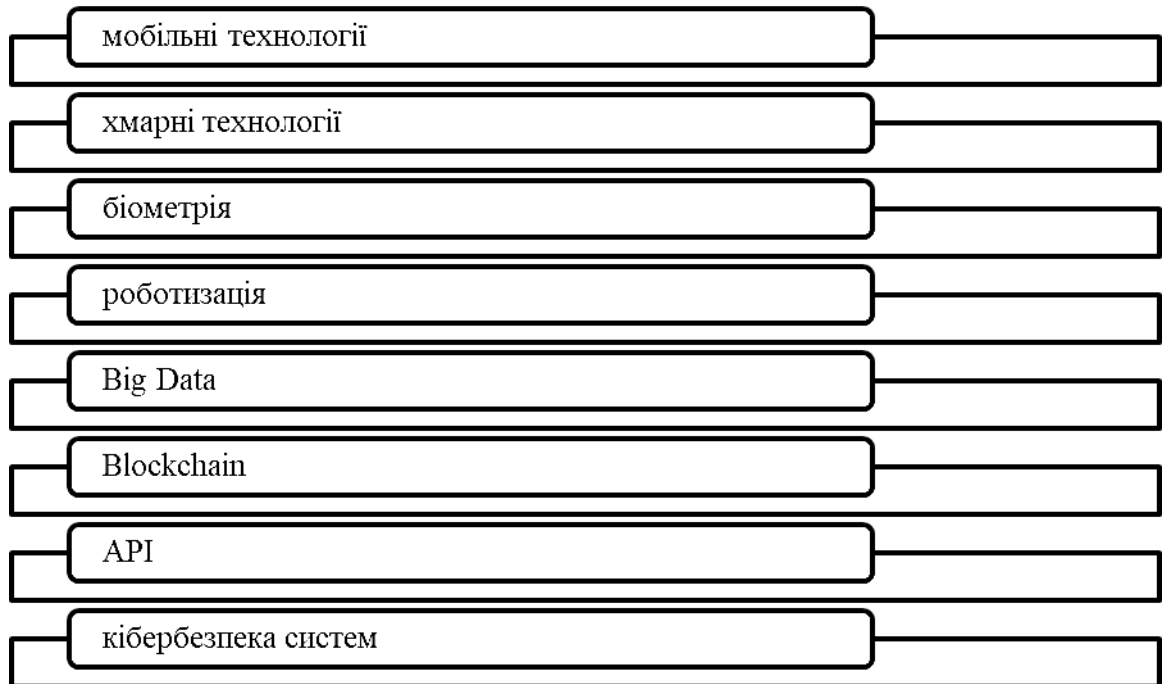 мобільні технології
хмарні технології
біометрія
роботизація
Big Data
Blockchain
API
кібербезпека систем